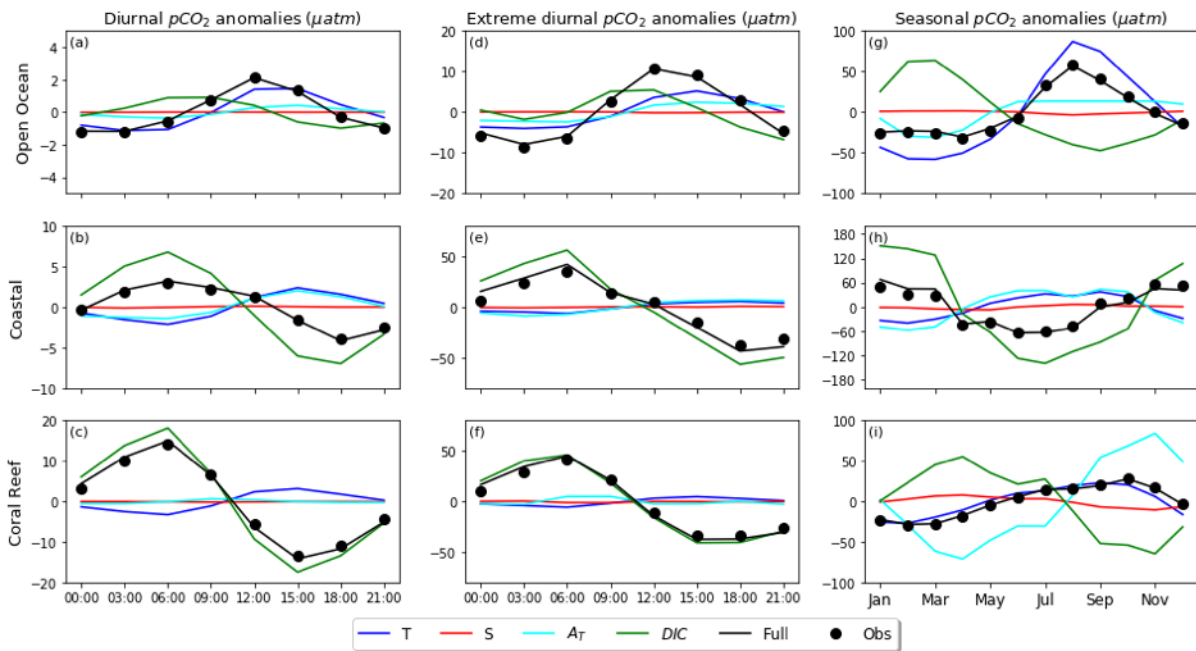 Diurnal pCO₂ anomalies (μatm)
Extreme diurnal pCO₂ anomalies (μatm)
Seasonal pCO₂ anomalies (μatm)
Open Ocean
(a)
4
2
0
−2
−4
(d)
20
10
0
−10
−20
(g)
100
50
0
−50
−100
Coastal
(b)
10
5
0
−5
−10
(e)
50
0
−50
(h)
180
120
60
0
−60
−120
−180
Coral Reef
(c)
20
10
0
−10
−20
00:00 03:00 06:00 09:00 12:00 15:00 18:00 21:00
(f)
50
0
−50
00:00 03:00 06:00 09:00 12:00 15:00 18:00 21:00
(i)
100
50
0
−50
−100
Jan Mar May Jul Sep Nov
T S A_T DIC Full Obs